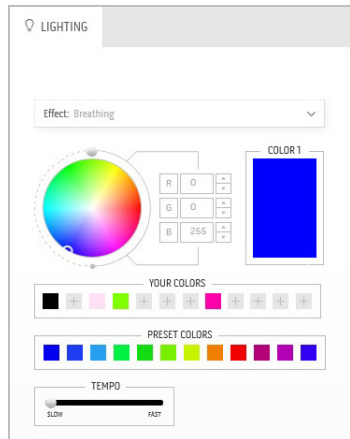 LIGHTING
Effect: Breathing
COLOR 1
R 0
G 0
B 255
YOUR COLORS
PRESET COLORS
TEMPO
SLOW FAST